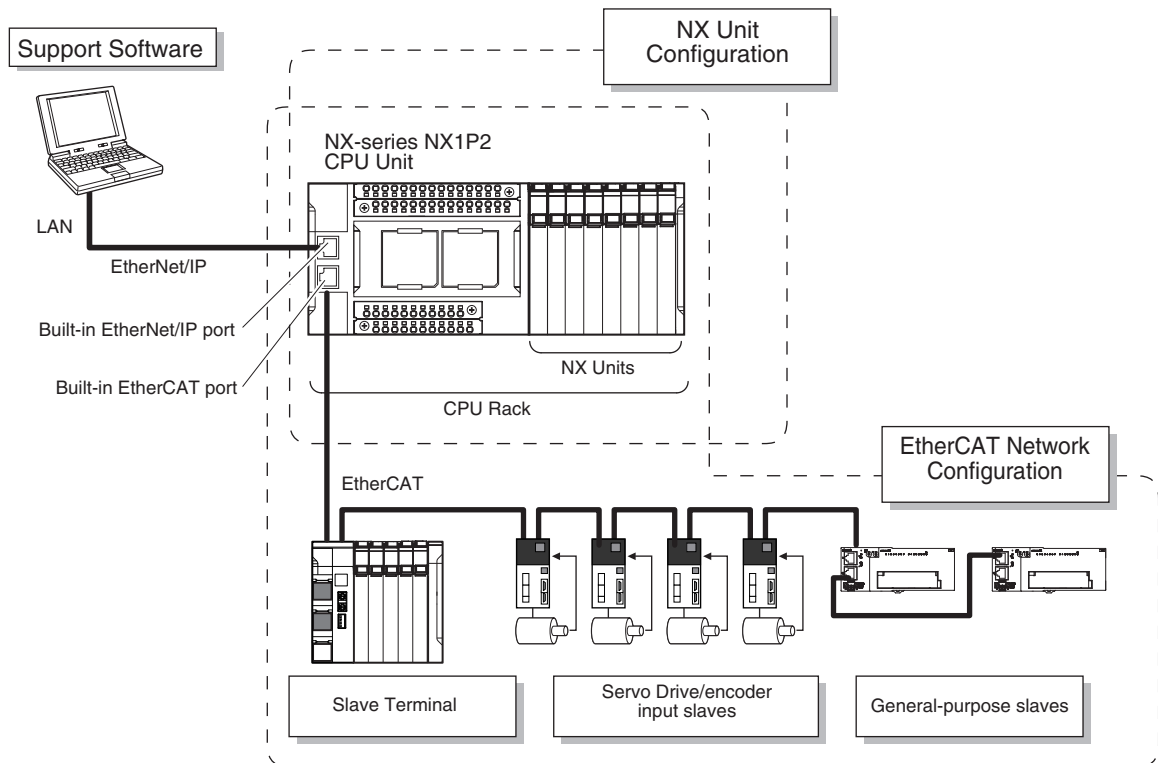 Support Software
NX Unit
Configuration
NX-series NX1P2
CPU Unit
LAN
EtherNet/IP
Built-in EtherNet/IP port
Built-in EtherCAT port
NX Units
CPU Rack
EtherCAT Network
Configuration
EtherCAT
Slave Terminal
Servo Drive/encoder
input slaves
General-purpose slaves